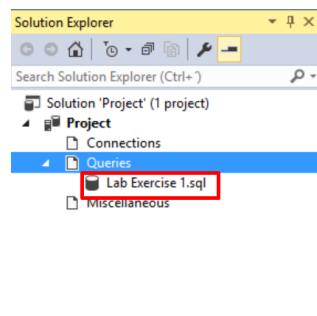 Solution Explorer
Search Solution Explorer (Ctrl+´)
Solution 'Project' (1 project)
Project
Connections
Queries
Lab Exercise 1.sql
Miscellaneous